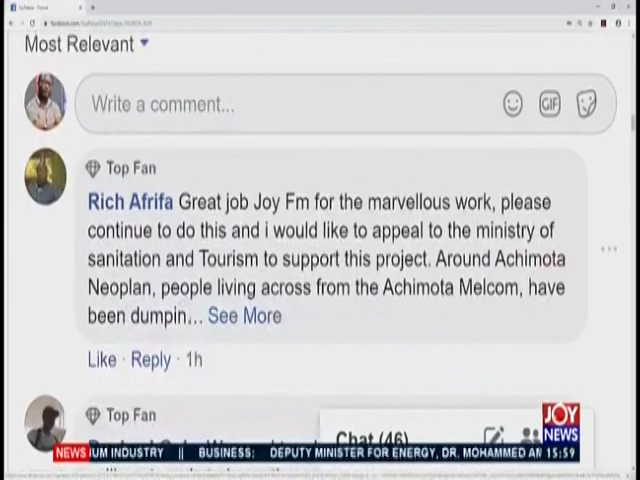 Most Relevant
Write a comment...
GIF
Top Fan
Rich Afrifa Great job Joy Fm for the marvellous work, please
continue to do this and i would like to appeal to the ministry of
sanitation and Tourism to support this project. Around Achimota
Neoplan, people living across from the Achimota Melcom, have
been dumpin... See More
Like · Reply · 1h
Top Fan
Chat (46)
JOY
NEWS
NEWS IUM INDUSTRY || BUSINESS: DEPUTY MINISTER FOR ENERGY, DR. MOHAMMED AM 15:59